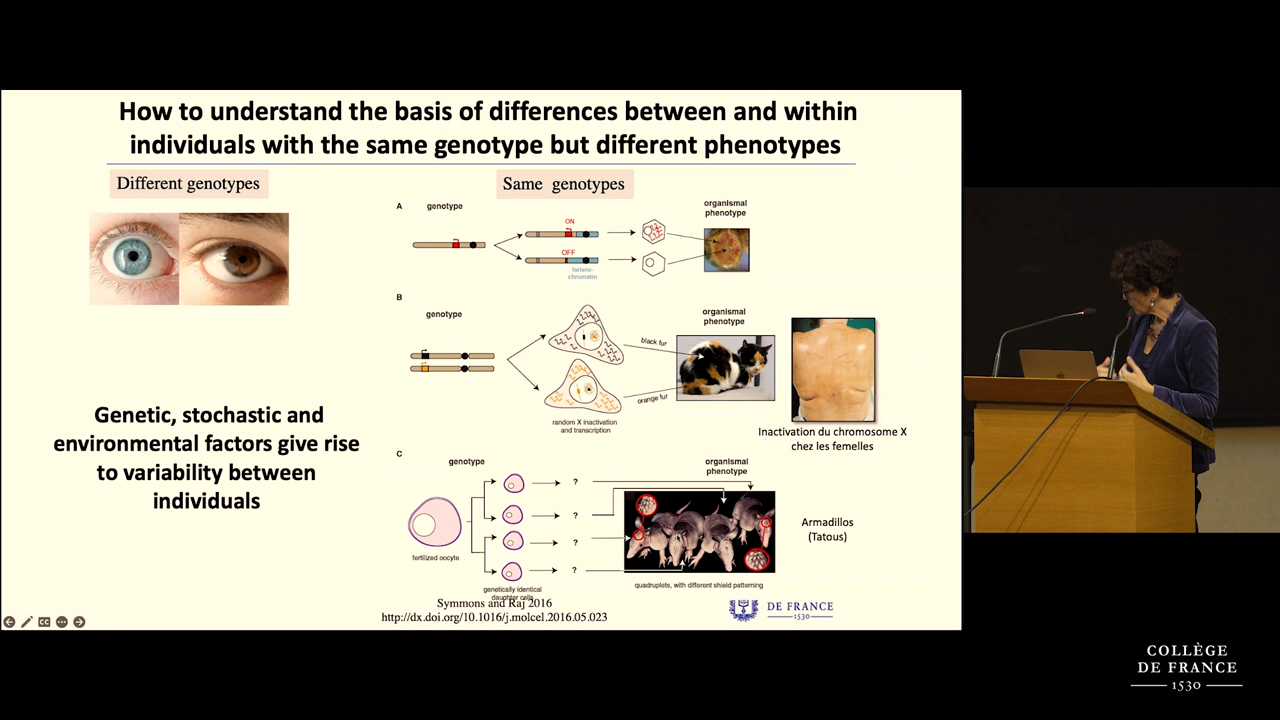 How to understand the basis of differences between and within
individuals with the same genotype but different phenotypes
Different genotypes
Same genotypes
Genetic, stochastic and
environmental factors give rise
to variability between
individuals
A
genotype
ON
OFF
hetero-
chromatin
organismal
phenotype
B
genotype
black fur
orange fur
random X inactivation
and transcription
organismal
phenotype
Inactivation du chromosome X
chez les femelles
C
genotype
fertilized oocyte
?
?
?
?
genetically identical
daughter cells
organismal
phenotype
quadruplets, with different shield patterning
Armadillos
(Tatous)
Symmons and Raj 2016
http://dx.doi.org/10.1016/j.molcel.2016.05.023
DE FRANCE
1530
CC
COLLÈGE
DE FRANCE
1530